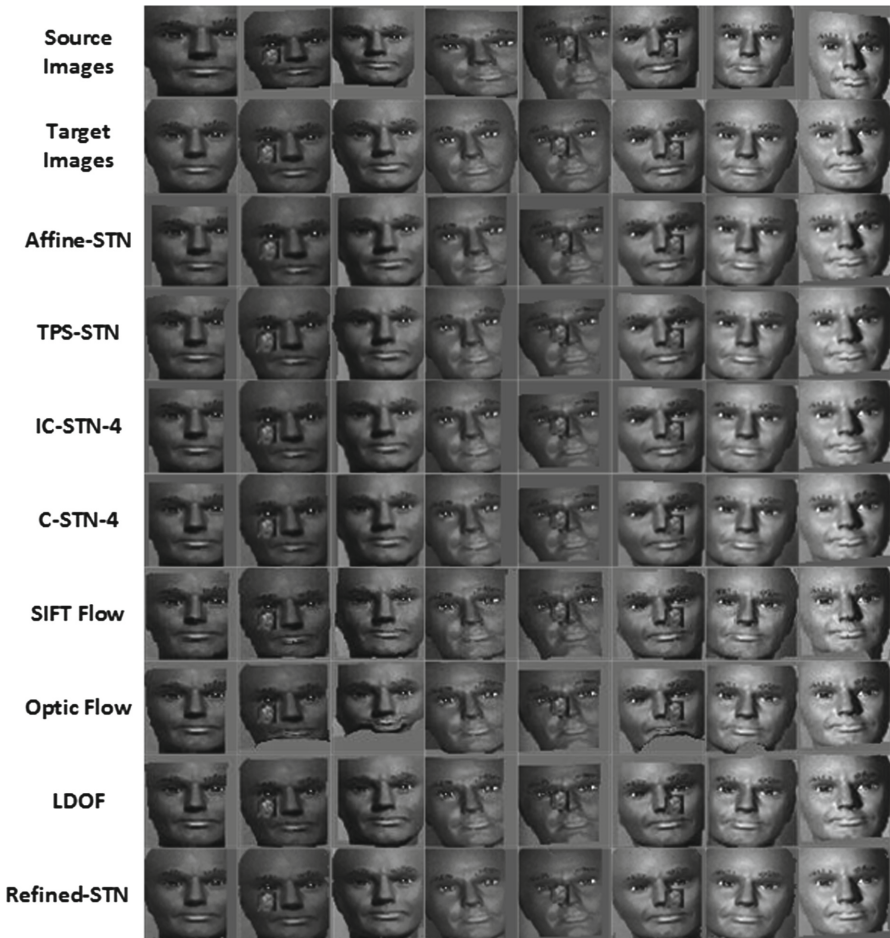 Source
Images
Target
Images
Affine-STN
TPS-STN
IC-STN-4
C-STN-4
SIFT Flow
Optic Flow
LDOF
Refined-STN